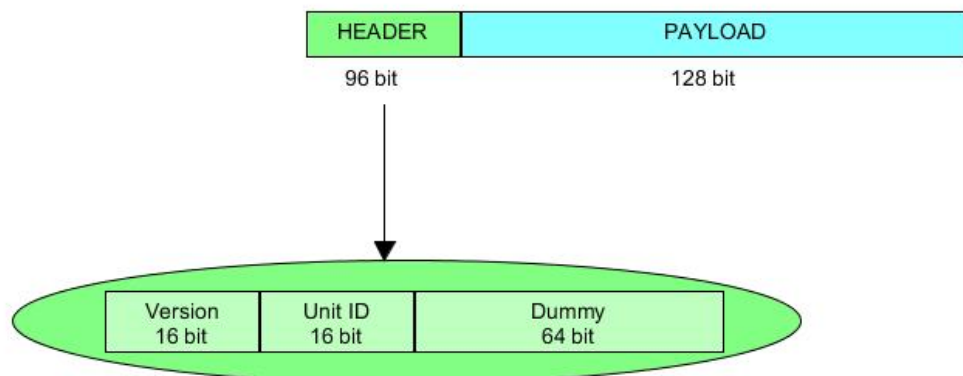 HEADER
PAYLOAD
96 bit
128 bit
Version
16 bit
Unit ID
16 bit
Dummy
64 bit